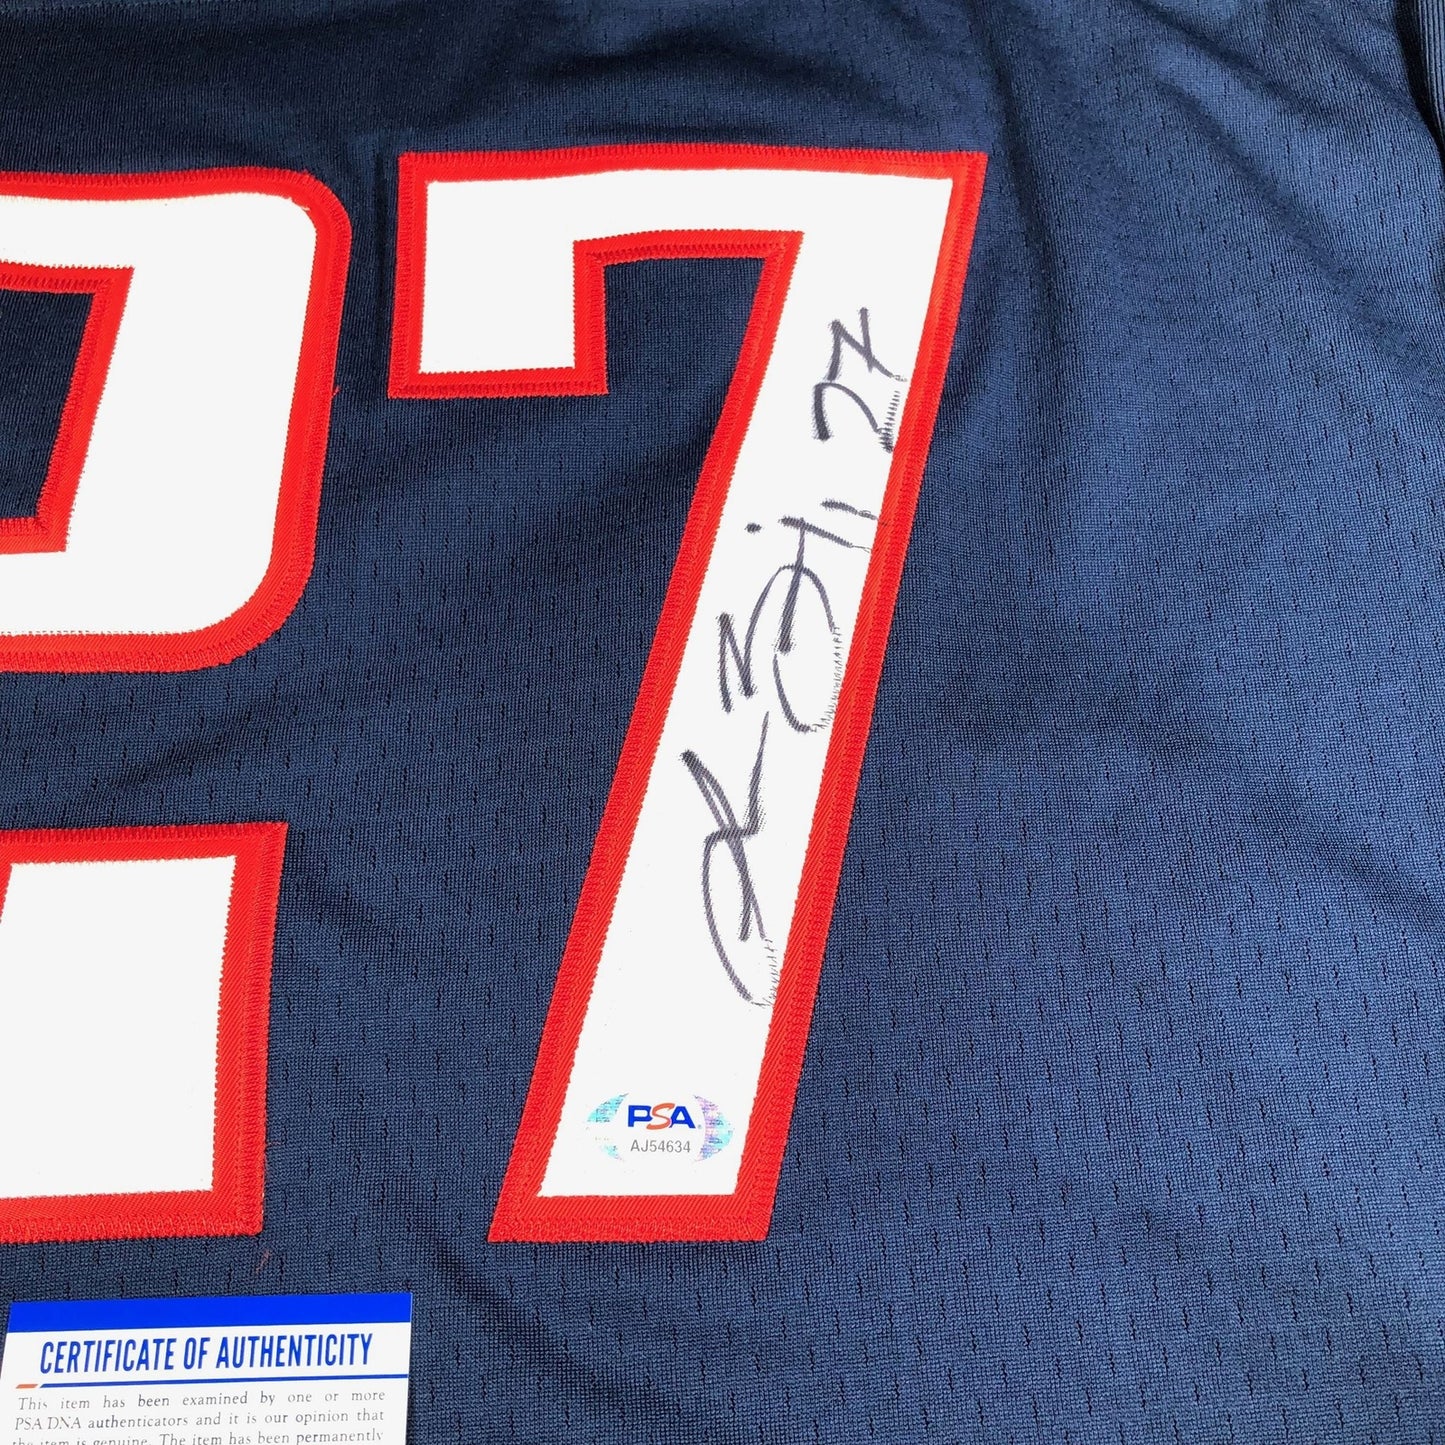 27
27
PSA
AJ54634
CERTIFICATE OF AUTHENTICITY
This item has been examined by one or more
PSA DNA authenticators and it is our opinion that
the item is genuine. The item has been permanently